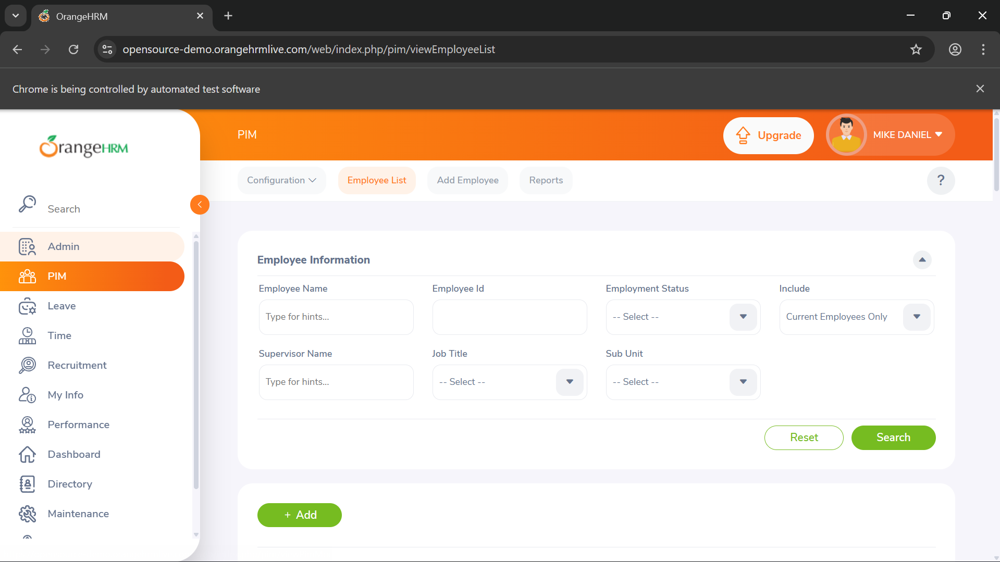 OrangeHRM
opensource-demo.orangehrmlive.com/web/index.php/pim/viewEmployeeList
Chrome is being controlled by automated test software
OrangeHRM
PIM
Upgrade
MIKE DANIEL
Configuration
Employee List
Add Employee
Reports
?
Search
Admin
PIM
Leave
Time
Recruitment
My Info
Performance
Dashboard
Directory
Maintenance
Employee Information
Employee Name
Employee Id
Employment Status
Include
Type for hints...
-- Select --
Current Employees Only
Supervisor Name
Job Title
Sub Unit
Type for hints...
-- Select --
-- Select --
Reset
Search
+ Add